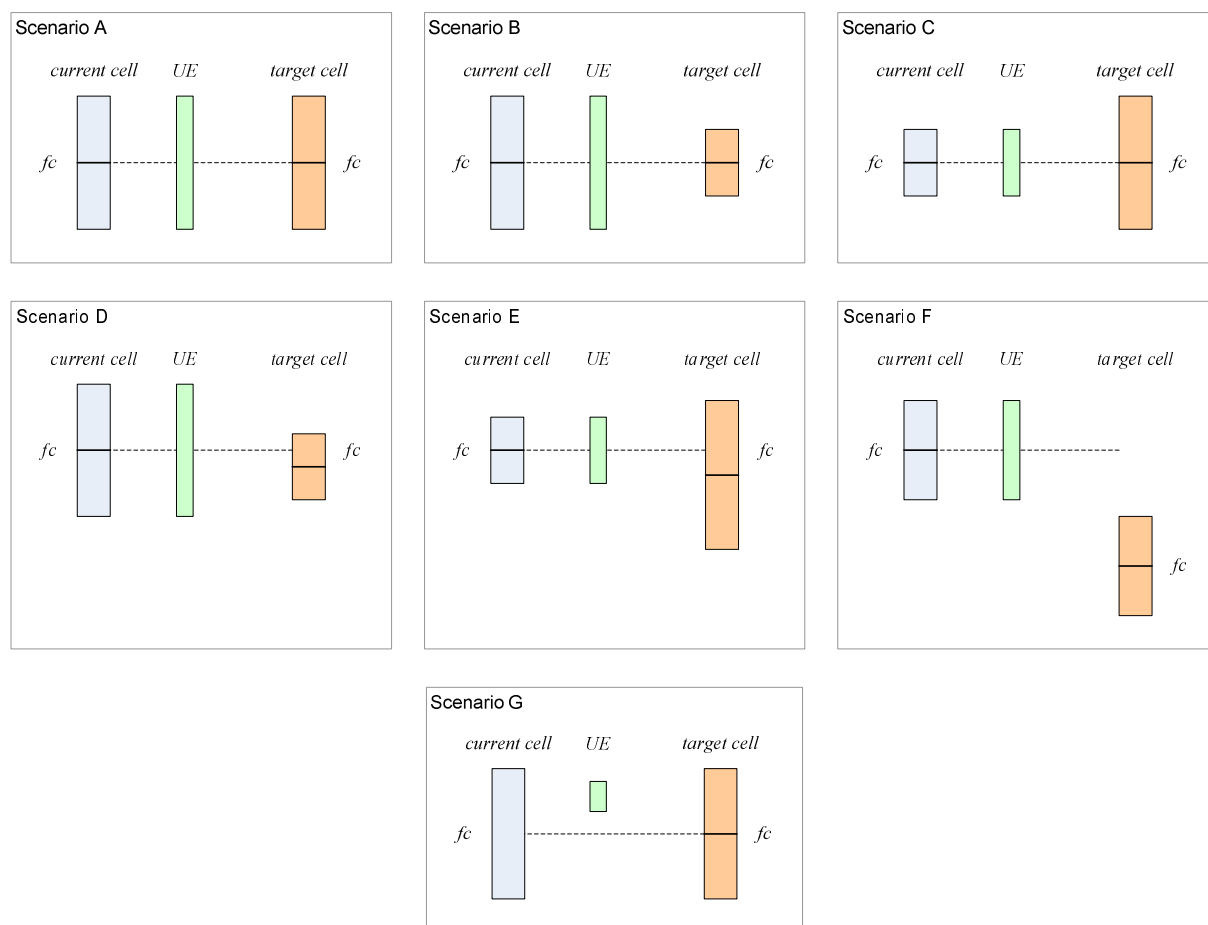 Scenario A
current cell UE target cell
fc fc
Scenario B
current cell UE target cell
fc fc
Scenario C
current cell UE target cell
fc fc
Scenario D
current cell UE target cell
fc fc
Scenario E
current cell UE target cell
fc fc
Scenario F
current cell UE target cell
fc
fc
Scenario G
current cell UE target cell
fc fc